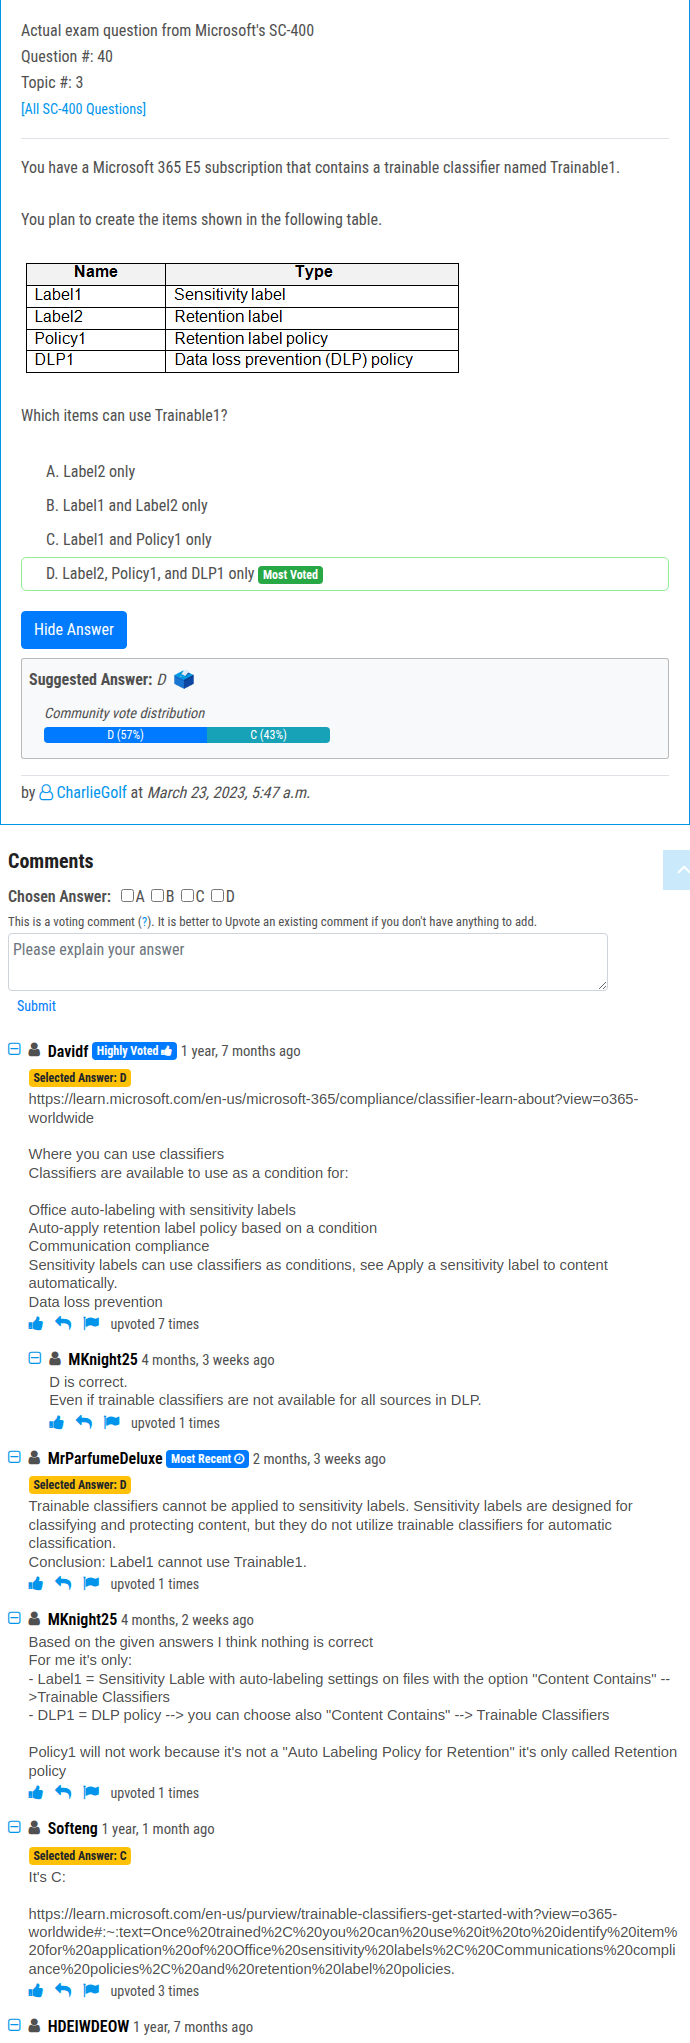 Actual exam question from Microsoft's SC-400
Question #: 40
Topic #: 3
[All SC-400 Questions]
You have a Microsoft 365 E5 subscription that contains a trainable classifier named Trainable1.
You plan to create the items shown in the following table.
Name Type
Label1 Sensitivity label
Label2 Retention label
Policy1 Retention label policy
DLP1 Data loss prevention (DLP) policy
Which items can use Trainable1?
A. Label2 only
B. Label1 and Label2 only
C. Label1 and Policy1 only
D. Label2, Policy1, and DLP1 only Most Voted
Hide Answer
Suggested Answer: D
Community vote distribution
D (57%) C (43%)
by CharlieGolf at March 23, 2023, 5:47 a.m.
Comments
Chosen Answer: A B C D
This is a voting comment (?). It is better to Upvote an existing comment if you don't have anything to add.
Please explain your answer
Submit
Davidf Highly Voted 1 year, 7 months ago
Selected Answer: D
https://learn.microsoft.com/en-us/microsoft-365/compliance/classifier-learn-about?view=o365-
worldwide
Where you can use classifiers
Classifiers are available to use as a condition for:
Office auto-labeling with sensitivity labels
Auto-apply retention label policy based on a condition
Communication compliance
Sensitivity labels can use classifiers as conditions, see Apply a sensitivity label to content
automatically.
Data loss prevention
upvoted 7 times
MKnight25 4 months, 3 weeks ago
D is correct.
Even if trainable classifiers are not available for all sources in DLP.
upvoted 1 times
MrParfumeDeluxe Most Recent 2 months, 3 weeks ago
Selected Answer: D
Trainable classifiers cannot be applied to sensitivity labels. Sensitivity labels are designed for
classifying and protecting content, but they do not utilize trainable classifiers for automatic
classification.
Conclusion: Label1 cannot use Trainable1.
upvoted 1 times
MKnight25 4 months, 2 weeks ago
Based on the given answers I think nothing is correct
For me it's only:
- Label1 = Sensitivity Lable with auto-labeling settings on files with the option "Content Contains" --
>Trainable Classifiers
- DLP1 = DLP policy --> you can choose also "Content Contains" --> Trainable Classifiers
Policy1 will not work because it's not a "Auto Labeling Policy for Retention" it's only called Retention
policy
upvoted 1 times
Softeng 1 year, 1 month ago
Selected Answer: C
It's C:
https://learn.microsoft.com/en-us/purview/trainable-classifiers-get-started-with?view=o365-
worldwide#:~:text=Once%20trained%2C%20you%20can%20use%20it%20to%20identify%20item%
20for%20application%20of%20Office%20sensitivity%20labels%2C%20Communications%20compli
ance%20policies%2C%20and%20retention%20label%20policies.
upvoted 3 times
HDEIWDEOW 1 year, 7 months ago